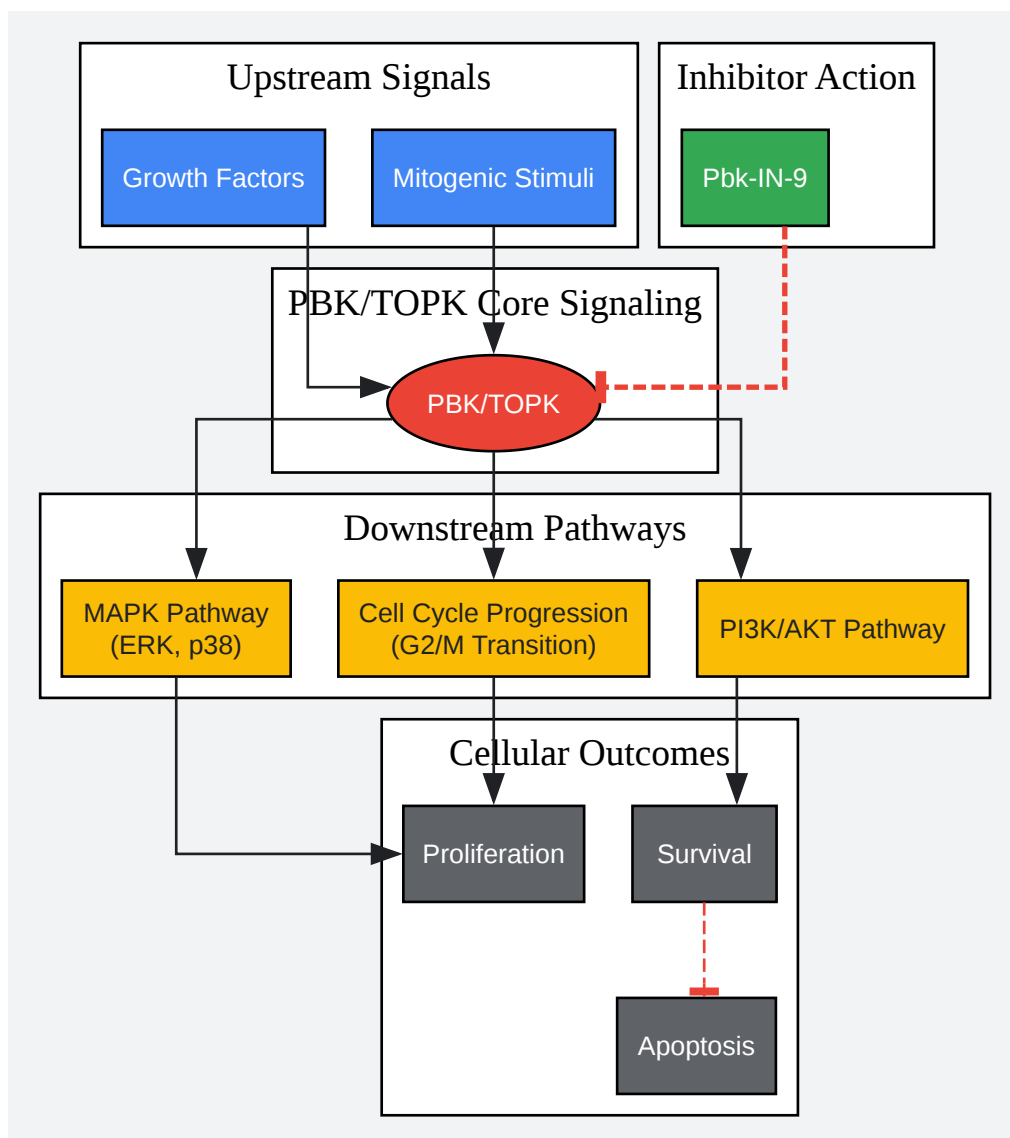 Upstream Signals
Inhibitor Action
Growth Factors
Mitogenic Stimuli
Pbk-IN-9
PBK/TOPK Core Signaling
PBK/TOPK
Downstream Pathways
MAPK Pathway
(ERK, p38)
Cell Cycle Progression
(G2/M Transition)
PI3K/AKT Pathway
Cellular Outcomes
Proliferation
Survival
Apoptosis